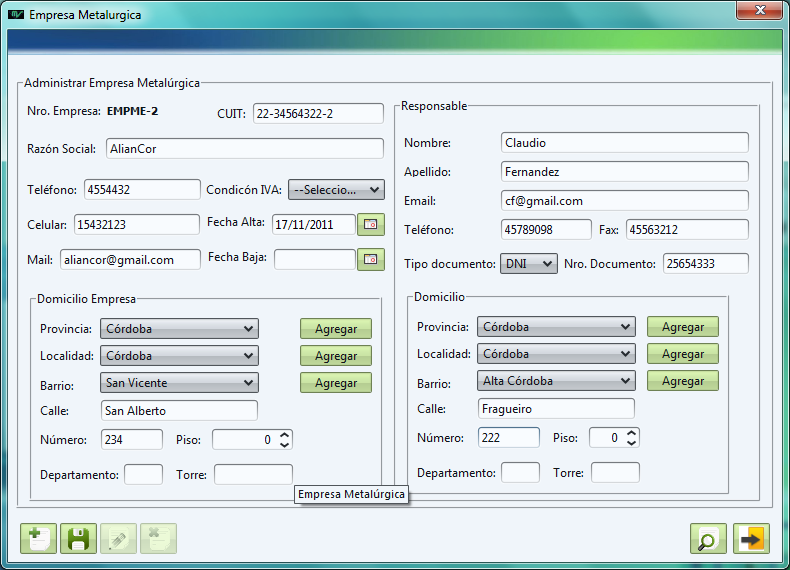 Empresa Metalurgica
Administrar Empresa Metalúrgica
Nro. Empresa: EMPME-2 CUIT: 22-34564322-2
Razón Social: AlianCor
Teléfono: 4554432 Condicón IVA: --Seleccio...
Celular: 15432123 Fecha Alta: 17/11/2011
Mail: aliancor@gmail.com Fecha Baja:
Domicilio Empresa
Provincia: Córdoba Agregar
Localidad: Córdoba Agregar
Barrio: San Vicente Agregar
Calle: San Alberto
Número: 234 Piso: 0
Departamento: Torre:
Responsable
Nombre: Claudio
Apellido: Fernandez
Email: cf@gmail.com
Teléfono: 45789098 Fax: 45563212
Tipo documento: DNI Nro. Documento: 25654333
Domicilio
Provincia: Córdoba Agregar
Localidad: Córdoba Agregar
Barrio: Alta Córdoba Agregar
Calle: Fragueiro
Número: 222 Piso: 0
Departamento: Torre:
Empresa Metalúrgica